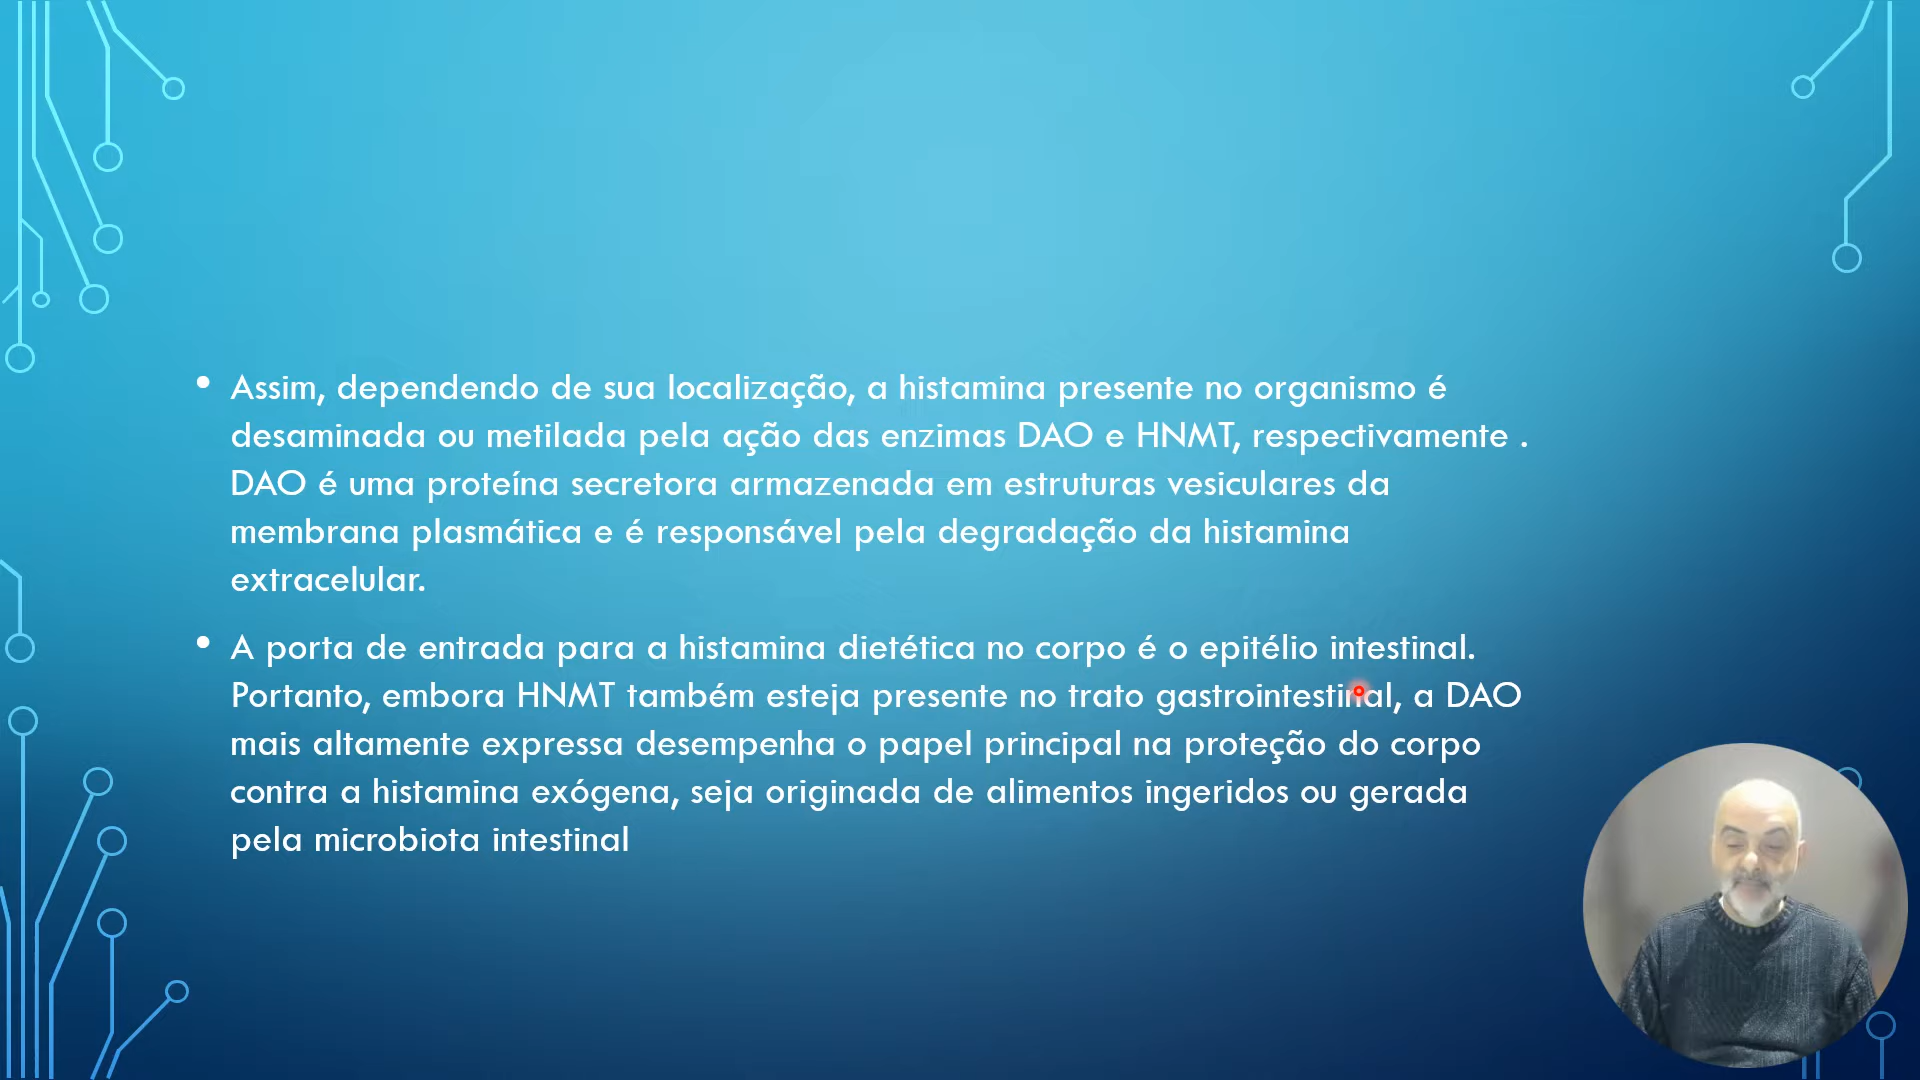 • Assim, dependendo de sua localização, a histamina presente no organismo é
desaminada ou metilada pela ação das enzimas DAO e HNMT, respectivamente .
DAO é uma proteína secretora armazenada em estruturas vesiculares da
membrana plasmática e é responsável pela degradação da histamina
extracelular.
• A porta de entrada para a histamina dietética no corpo é o epitélio intestinal.
Portanto, embora HNMT também esteja presente no trato gastrointestinal, a DAO
mais altamente expressa desempenha o papel principal na proteção do corpo
contra a histamina exógena, seja originada de alimentos ingeridos ou gerada
pela microbiota intestinal